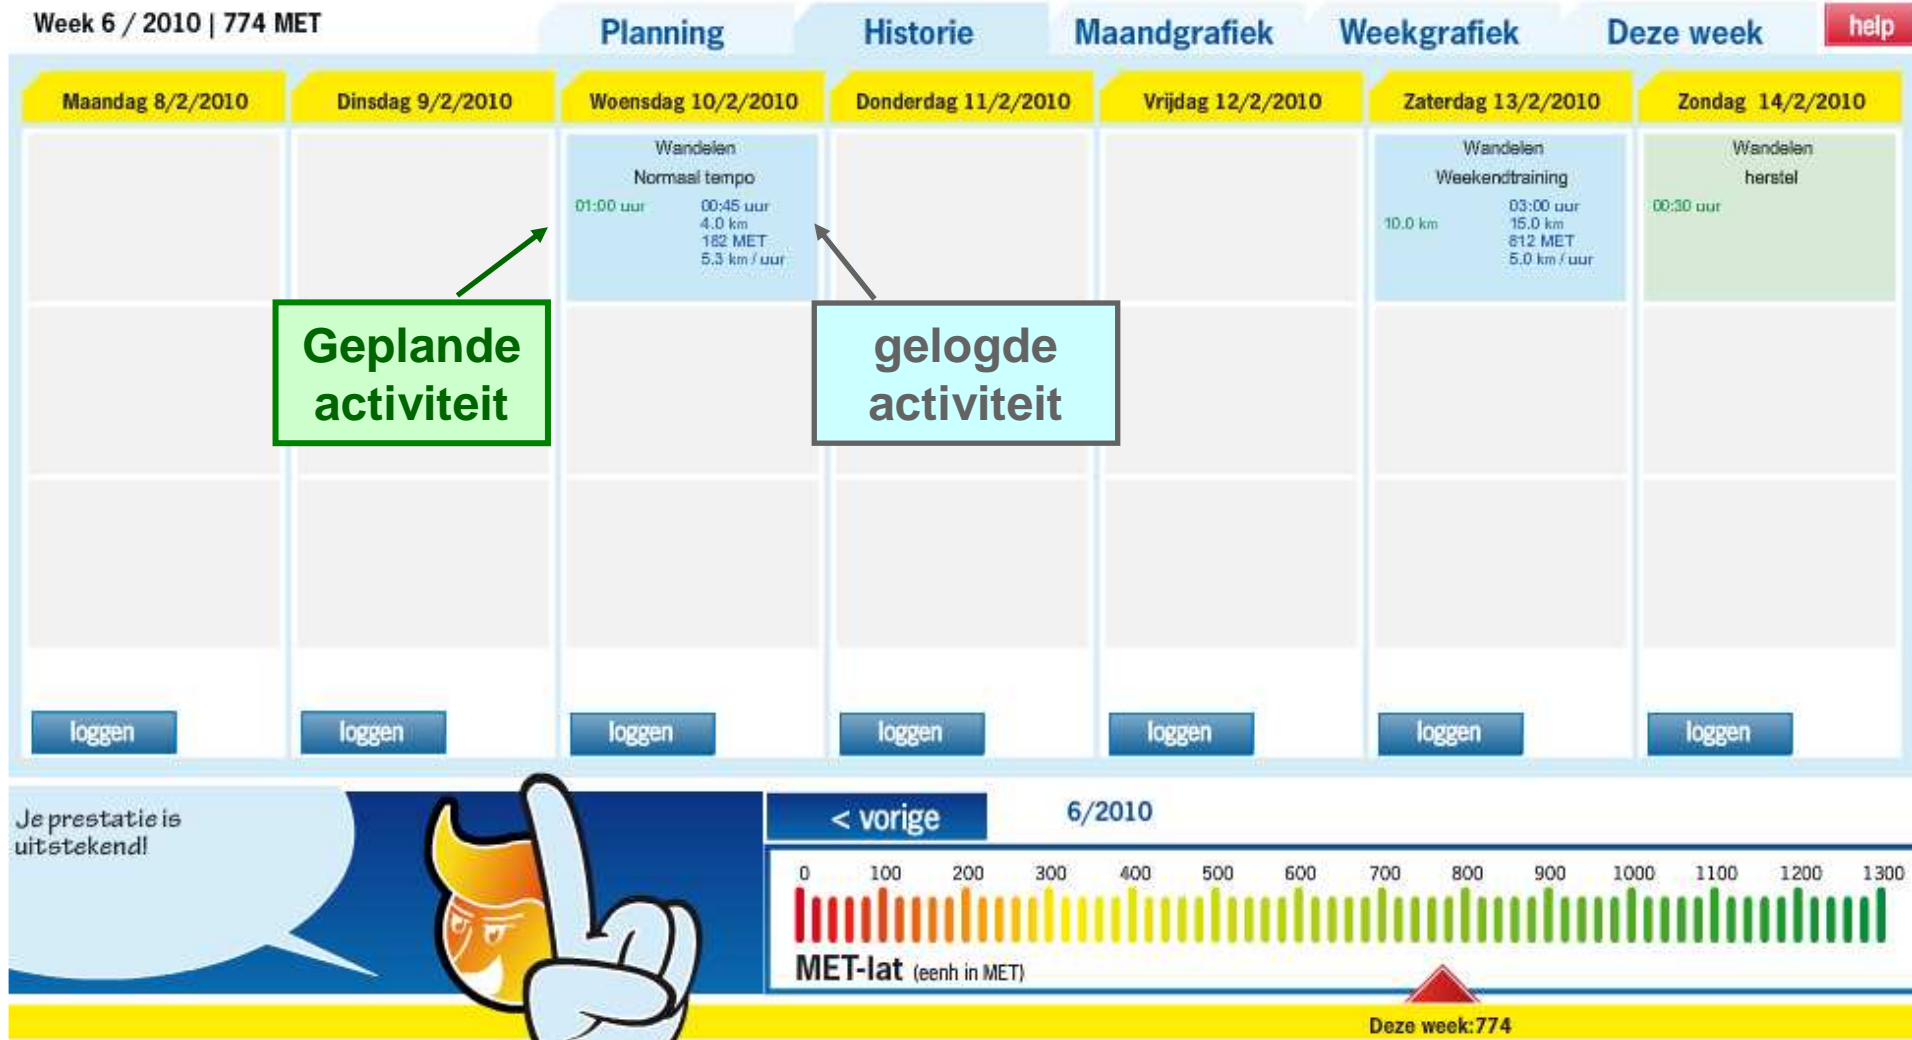 Week 6 / 2010 | 774 MET
Planning
Historie
Maandgrafiek
Weekgrafiek
Deze week
help
Maandag 8/2/2010
Dinsdag 9/2/2010
Woensdag 10/2/2010
Donderdag 11/2/2010
Vrijdag 12/2/2010
Zaterdag 13/2/2010
Zondag 14/2/2010
Wandelen
Normaal tempo
01:00 uur
00:45 uur
4.0 km
182 MET
5.3 km / uur
Wandelen
Weekendtraining
10.0 km
03:00 uur
15.0 km
812 MET
5.0 km / uur
Wandelen
herstel
00:30 uur
Geplande
activiteit
gelogde
activiteit
loggen
loggen
loggen
loggen
loggen
loggen
loggen
Je prestatie is
uitstekend!
< vorige
6/2010
0 100 200 300 400 500 600 700 800 900 1000 1100 1200 1300
MET-lat (eenh in MET)
Deze week:774